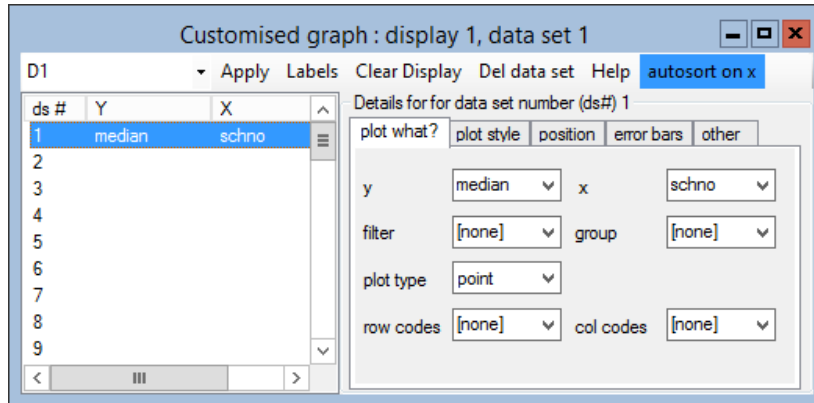 Customised graph : display 1, data set 1
D1 Apply Labels Clear Display Del data set Help autosort on x
ds # Y X
1 median schno
2
3
4
5
6
7
8
9
Details for for data set number (ds#) 1
plot what? plot style position error bars other
y median x schno
filter [none] group [none]
plot type point
row codes [none] col codes [none]